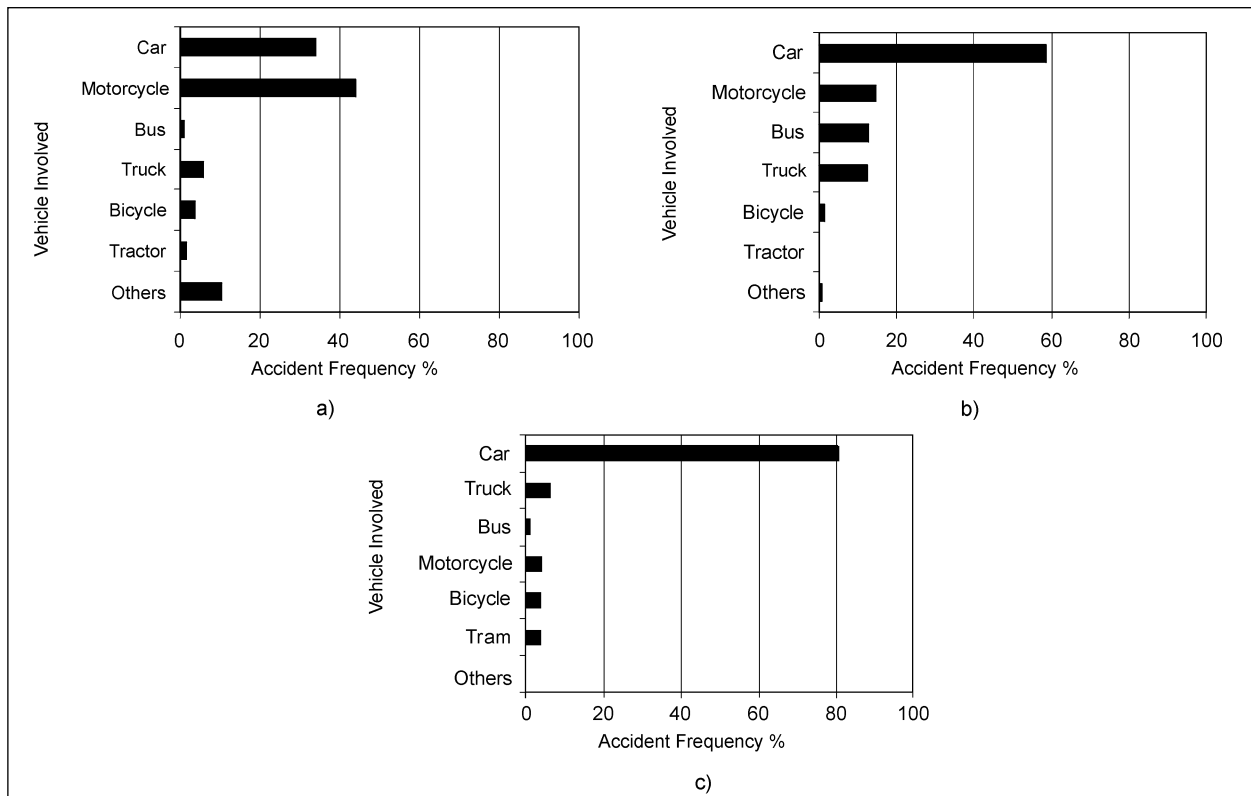 Car
Motorcycle
Bus
Truck
Bicycle
Tractor
Others
Vehicle Involved
0 20 40 60 80 100
Accident Frequency %
a)
Car
Motorcycle
Bus
Truck
Bicycle
Tractor
Others
Vehicle Involved
0 20 40 60 80 100
Accident Frequency %
b)
Car
Truck
Bus
Motorcycle
Bicycle
Tram
Others
Vehicle Involved
0 20 40 60 80 100
Accident Frequency %
c)